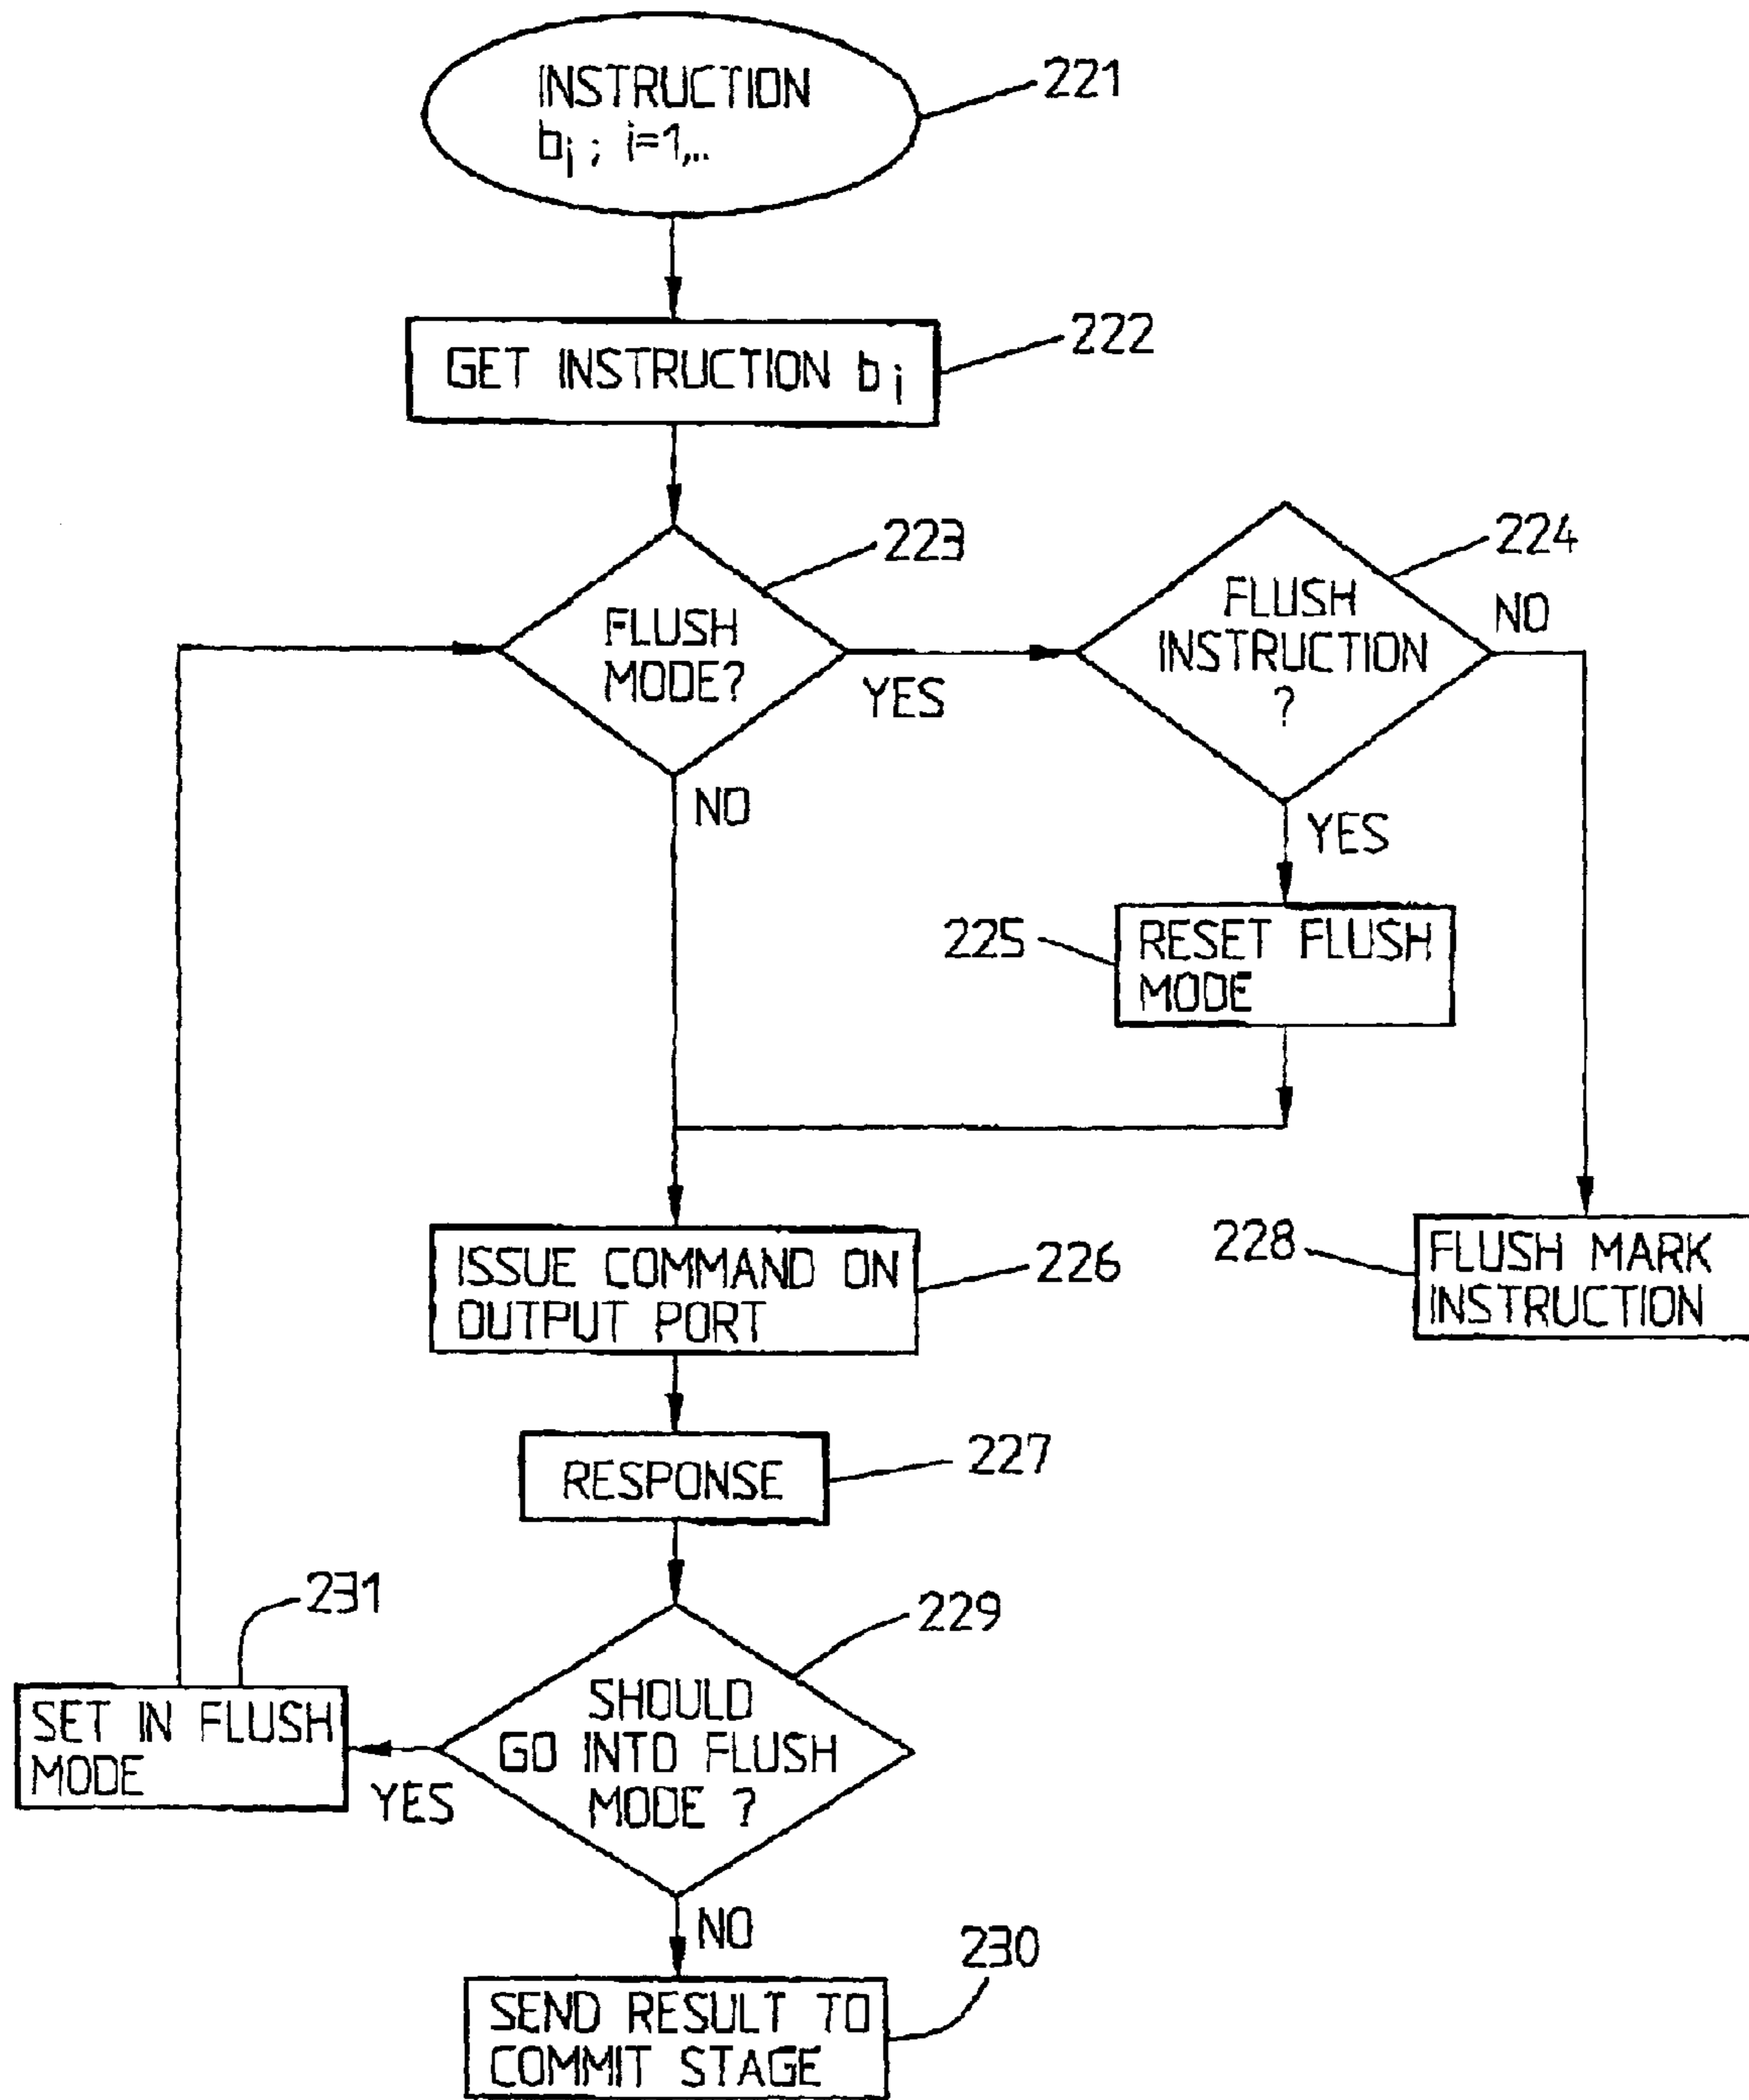 INSTRUCTION
bi ; i=1,..
221
GET INSTRUCTION bi
222
FLUSH
MODE?
223
YES
NO
FLUSH
INSTRUCTION
?
224
NO
YES
225
RESET FLUSH
MODE
ISSUE COMMAND ON
OUTPUT PORT
226
228
FLUSH MARK
INSTRUCTION
RESPONSE
227
231
SET IN FLUSH
MODE
YES
SHOULD
GO INTO FLUSH
MODE ?
229
NO
SEND RESULT TO
COMMIT STAGE
230